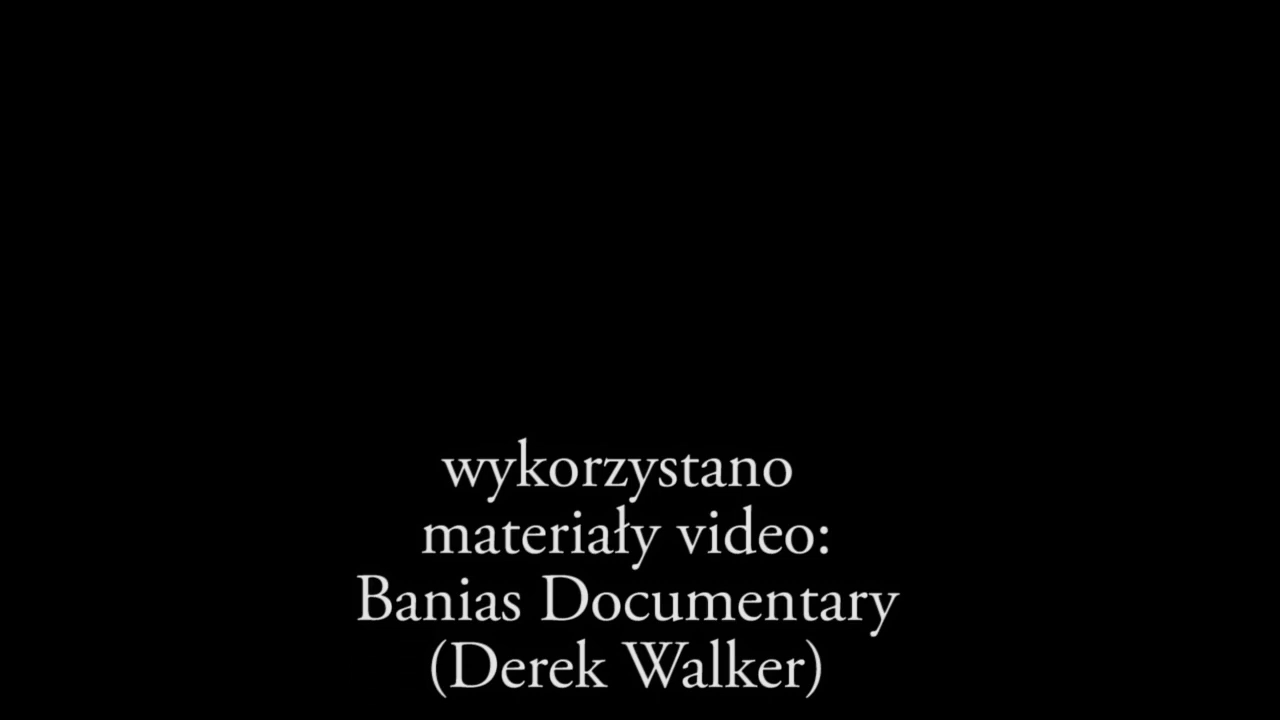 wykorzystano
materiały video:
Banias Documentary
(Derek Walker)